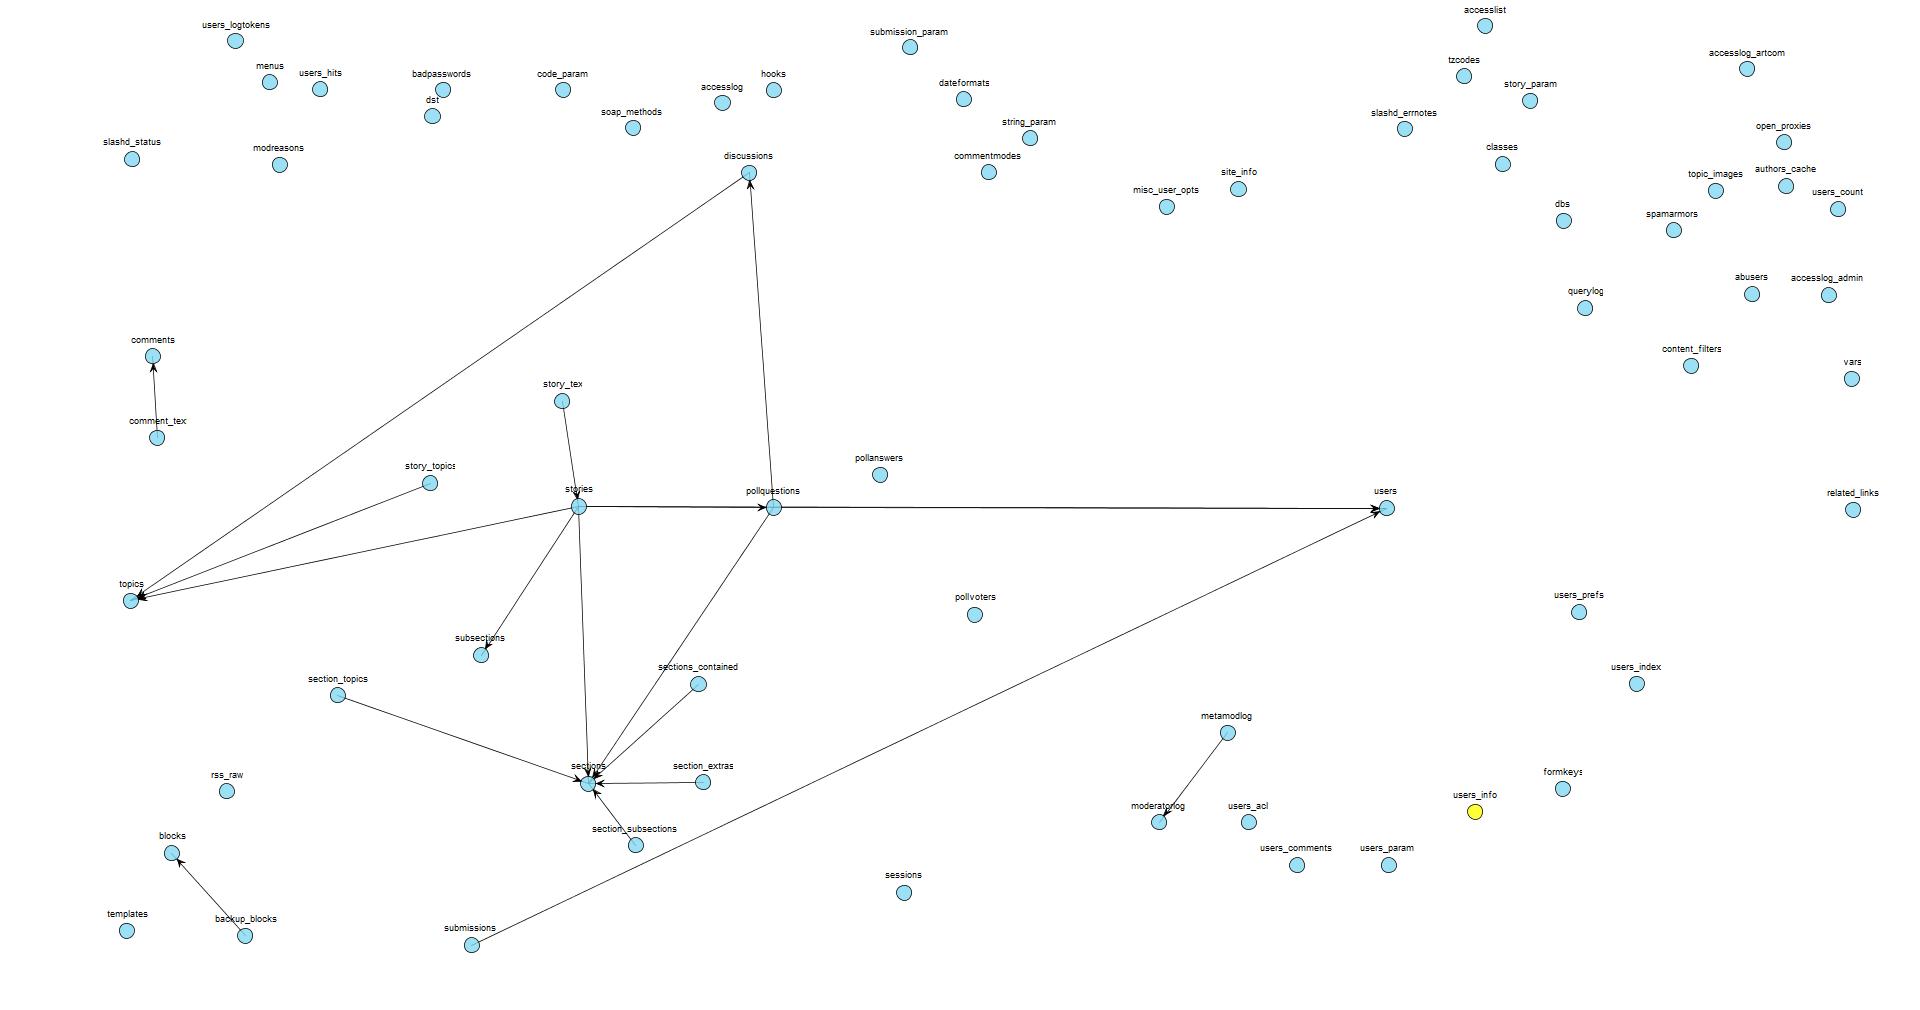 accesslist
users_logtokens
submission_param
accesslog_artcom
tzcodes
menus
users_hits
badpasswords
code_param
hooks
dateformats
story_param
accesslog
dst
soap_methods
slashd_errnotes
string_param
open_proxies
slashd_status
modreasons
classes
discussions
commentmodes
authors_cache
site_info
topic_images
misc_user_opts
users_count
dbs
spamarmors
abusers
accesslog_admin
querylog
comments
content_filters
vars
story_tex
comment_tex
pollanswers
story_topics
stories
pollquestions
users
related_links
topics
users_prefs
pollvoters
subsections
sections_contained
users_index
section_topics
metamodlog
sections
section_extras
rss_raw
formkeys
users_info
moderatorlog
users_acl
section_subsections
blocks
users_comments
users_param
sessions
templates
backup_blocks
submissions